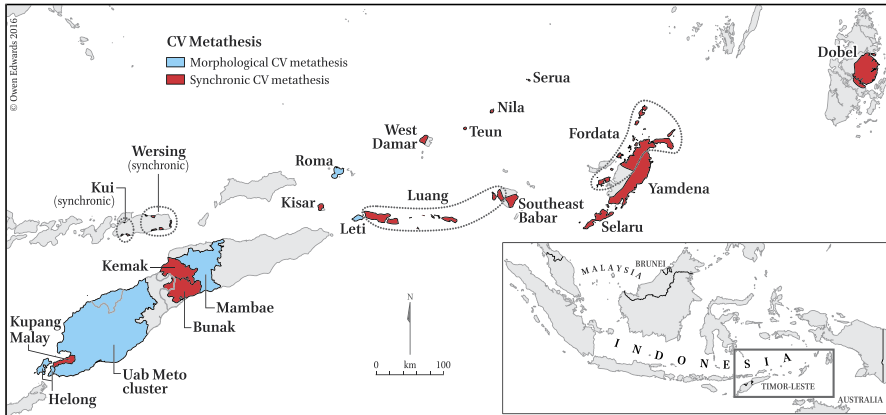 © Owen Edwards 2016
CV Metathesis
Morphological CV metathesis
Synchronic CV metathesis
Dobel
Serua
Nila
Teun
West
Damar
Fordata
Wersing
(synchronic)
Roma
Kui
(synchronic)
Kisar
Luang
Yamdena
Leti
Southeast
Babar
Selaru
Kemak
Mambae
Bunak
Kupang
Malay
Uab Meto
cluster
Helong
N
0 km 100
BRUNEI
MALAYSIA
INDONESIA
TIMOR-LESTE
AUSTRALIA